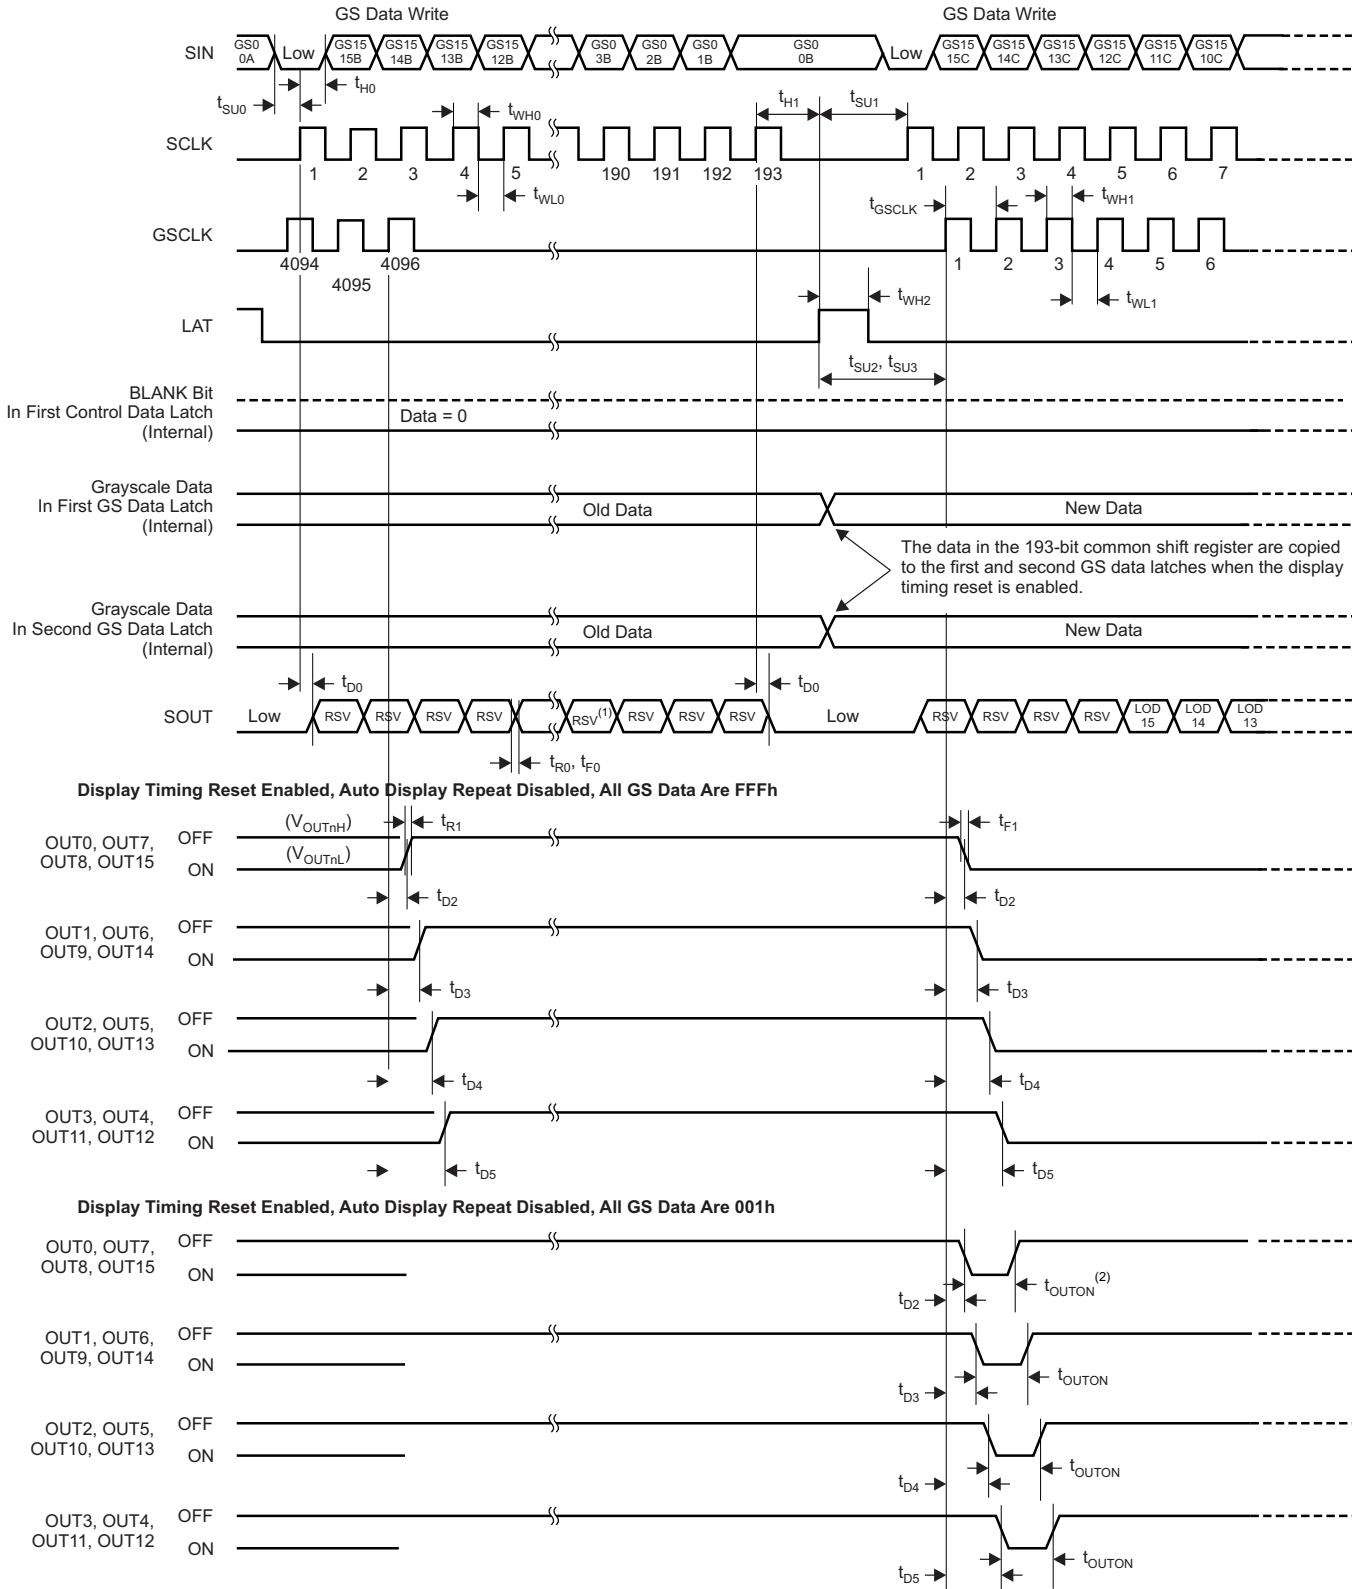 GS Data Write
GS Data Write
SIN
GS0 0A
Low
GS15 15B
GS15 14B
GS15 13B
GS15 12B
GS0 3B
GS0 2B
GS0 1B
GS0 0B
Low
GS15 15C
GS15 14C
GS15 13C
GS15 12C
GS15 11C
GS15 10C
tH0
tSU0
tWH0
tH1
tSU1
SCLK
1 2 3 4 5 190 191 192 193 1 2 3 4 5 6 7
tWL0
tGSCLK
tWH1
GSCLK
4094
4095
4096
1 2 3 4 5 6
tWH2
tWL1
LAT
tSU2, tSU3
BLANK Bit
In First Control Data Latch
(Internal)
Data = 0
Grayscale Data
In First GS Data Latch
(Internal)
Old Data
New Data
The data in the 193-bit common shift register are copied
to the first and second GS data latches when the display
timing reset is enabled.
Grayscale Data
In Second GS Data Latch
(Internal)
Old Data
New Data
tD0
tD0
SOUT
Low
RSV
RSV
RSV
RSV
RSV(1)
RSV
RSV
RSV
Low
RSV
RSV
RSV
RSV
LOD 15
LOD 14
LOD 13
tR0, tF0
Display Timing Reset Enabled, Auto Display Repeat Disabled, All GS Data Are FFFh
OUT0, OUT7,
OUT8, OUT15
OFF
ON
(VOUTnH)
(VOUTnL)
tR1
tF1
tD2
tD2
OUT1, OUT6,
OUT9, OUT14
OFF
ON
tD3
tD3
OUT2, OUT5,
OUT10, OUT13
OFF
ON
tD4
tD4
OUT3, OUT4,
OUT11, OUT12
OFF
ON
tD5
tD5
Display Timing Reset Enabled, Auto Display Repeat Disabled, All GS Data Are 001h
OUT0, OUT7,
OUT8, OUT15
OFF
ON
tOUTON(2)
tD2
OUT1, OUT6,
OUT9, OUT14
OFF
ON
tOUTON
tD3
OUT2, OUT5,
OUT10, OUT13
OFF
ON
tOUTON
tD4
OUT3, OUT4,
OUT11, OUT12
OFF
ON
tOUTON
tD5